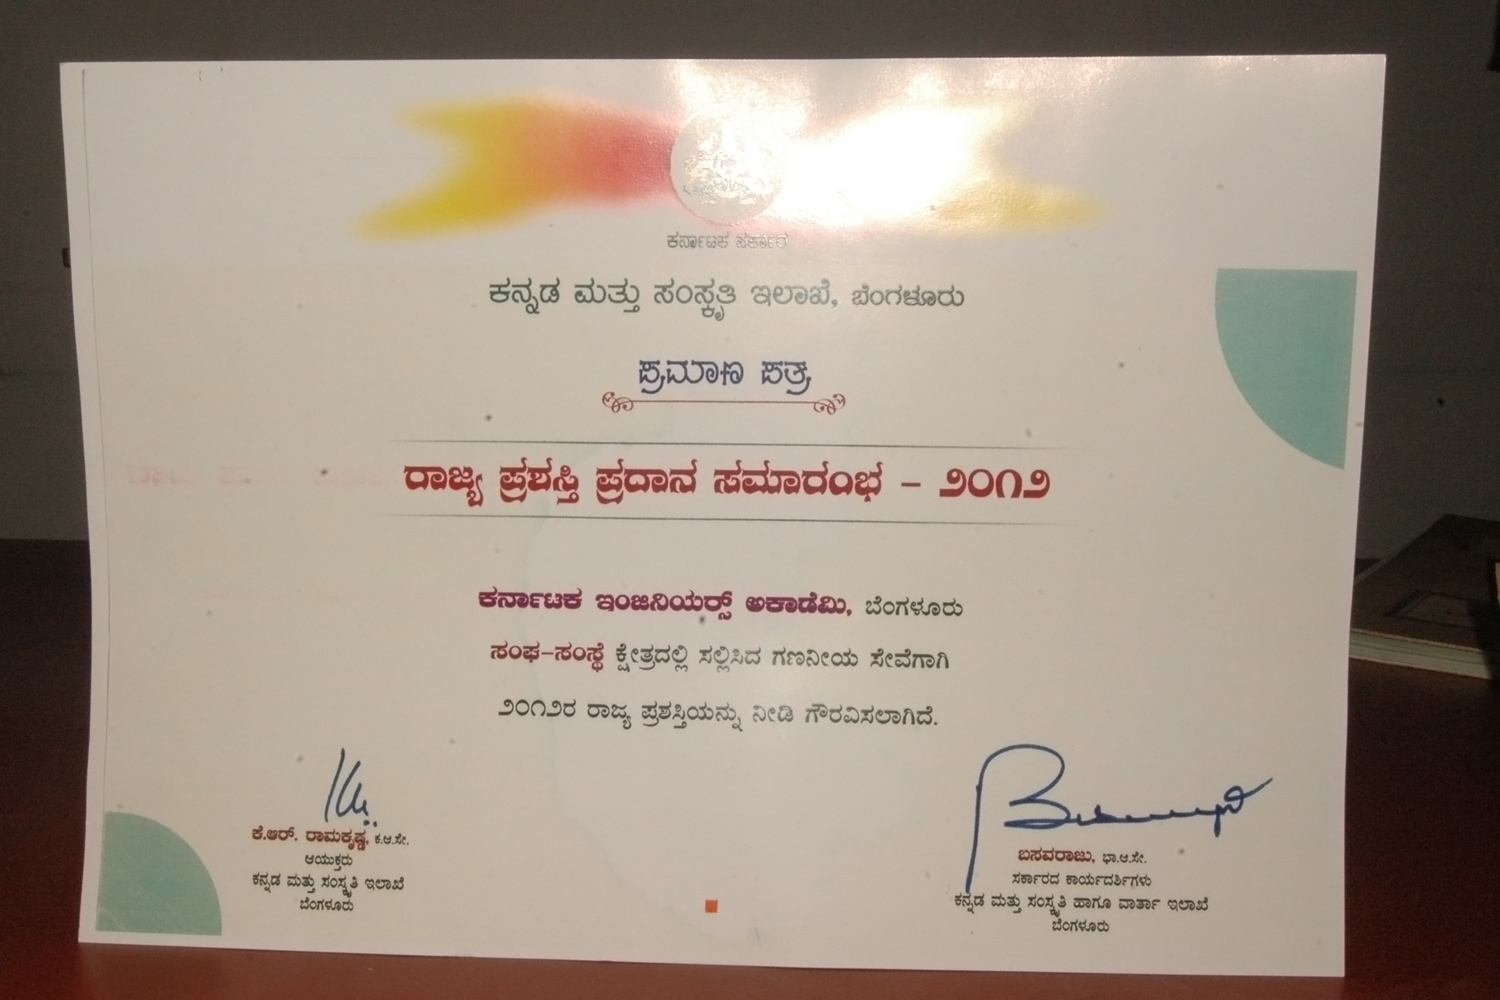 ಕರ್ನಾಟಕ ಸರ್ಕಾರ
ಕನ್ನಡ ಮತ್ತು ಸಂಸ್ಕೃತಿ ಇಲಾಖೆ, ಬೆಂಗಳೂರು
ಪ್ರಮಾಣ ಪತ್ರ
ರಾಜ್ಯ ಪ್ರಶಸ್ತಿ ಪ್ರದಾನ ಸಮಾರಂಭ – ೨೦೧೨
ಕರ್ನಾಟಕ ಇಂಜಿನಿಯರ‍್ಸ್ ಅಕಾಡೆಮಿ, ಬೆಂಗಳೂರು
ಸಂಘ-ಸಂಸ್ಥೆ ಕ್ಷೇತ್ರದಲ್ಲಿ ಸಲ್ಲಿಸಿದ ಗಣನೀಯ ಸೇವೆಗಾಗಿ
೨೦೧೨ರ ರಾಜ್ಯ ಪ್ರಶಸ್ತಿಯನ್ನು ನೀಡಿ ಗೌರವಿಸಲಾಗಿದೆ.
ಕೆ.ಆರ್. ರಾಮಕೃಷ್ಣ, ಕ.ಆ.ಸೇ.
ಆಯುಕ್ತರು
ಕನ್ನಡ ಮತ್ತು ಸಂಸ್ಕೃತಿ ಇಲಾಖೆ
ಬೆಂಗಳೂರು
ಬಸವರಾಜು, ಭಾ.ಆ.ಸೇ.
ಸರ್ಕಾರದ ಕಾರ್ಯದರ್ಶಿಗಳು
ಕನ್ನಡ ಮತ್ತು ಸಂಸ್ಕೃತಿ ಹಾಗೂ ವಾರ್ತಾ ಇಲಾಖೆ
ಬೆಂಗಳೂರು